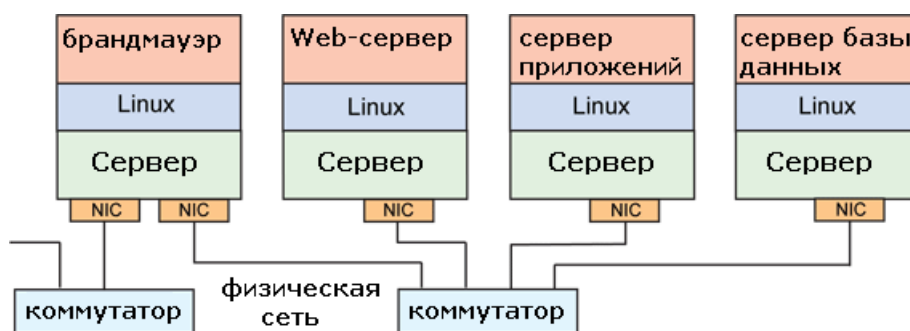 брандмауэр
Linux
Сервер
NIC
NIC
Web-сервер
Linux
Сервер
NIC
сервер
приложений
Linux
Сервер
NIC
сервер базы
данных
Linux
Сервер
NIC
коммутатор
физическая
сеть
коммутатор